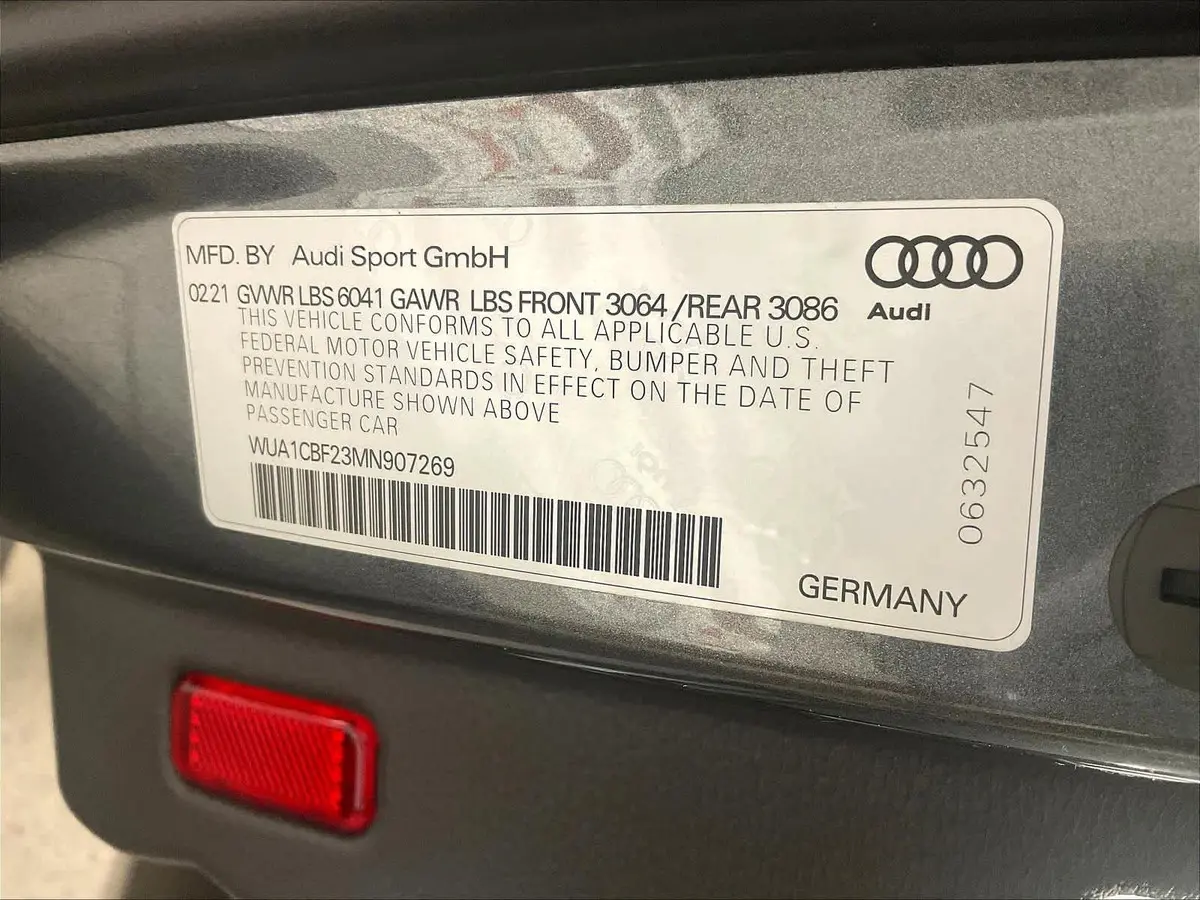 MFD. BY Audi Sport GmbH
0221 GVWR LBS 6041 GAWR LBS FRONT 3064 /REAR 3086
Audi
THIS VEHICLE CONFORMS TO ALL APPLICABLE U.S.
FEDERAL MOTOR VEHICLE SAFETY, BUMPER AND THEFT
PREVENTION STANDARDS IN EFFECT ON THE DATE OF
MANUFACTURE SHOWN ABOVE
PASSENGER CAR
WUA1CBF23MN907269
0632547
GERMANY